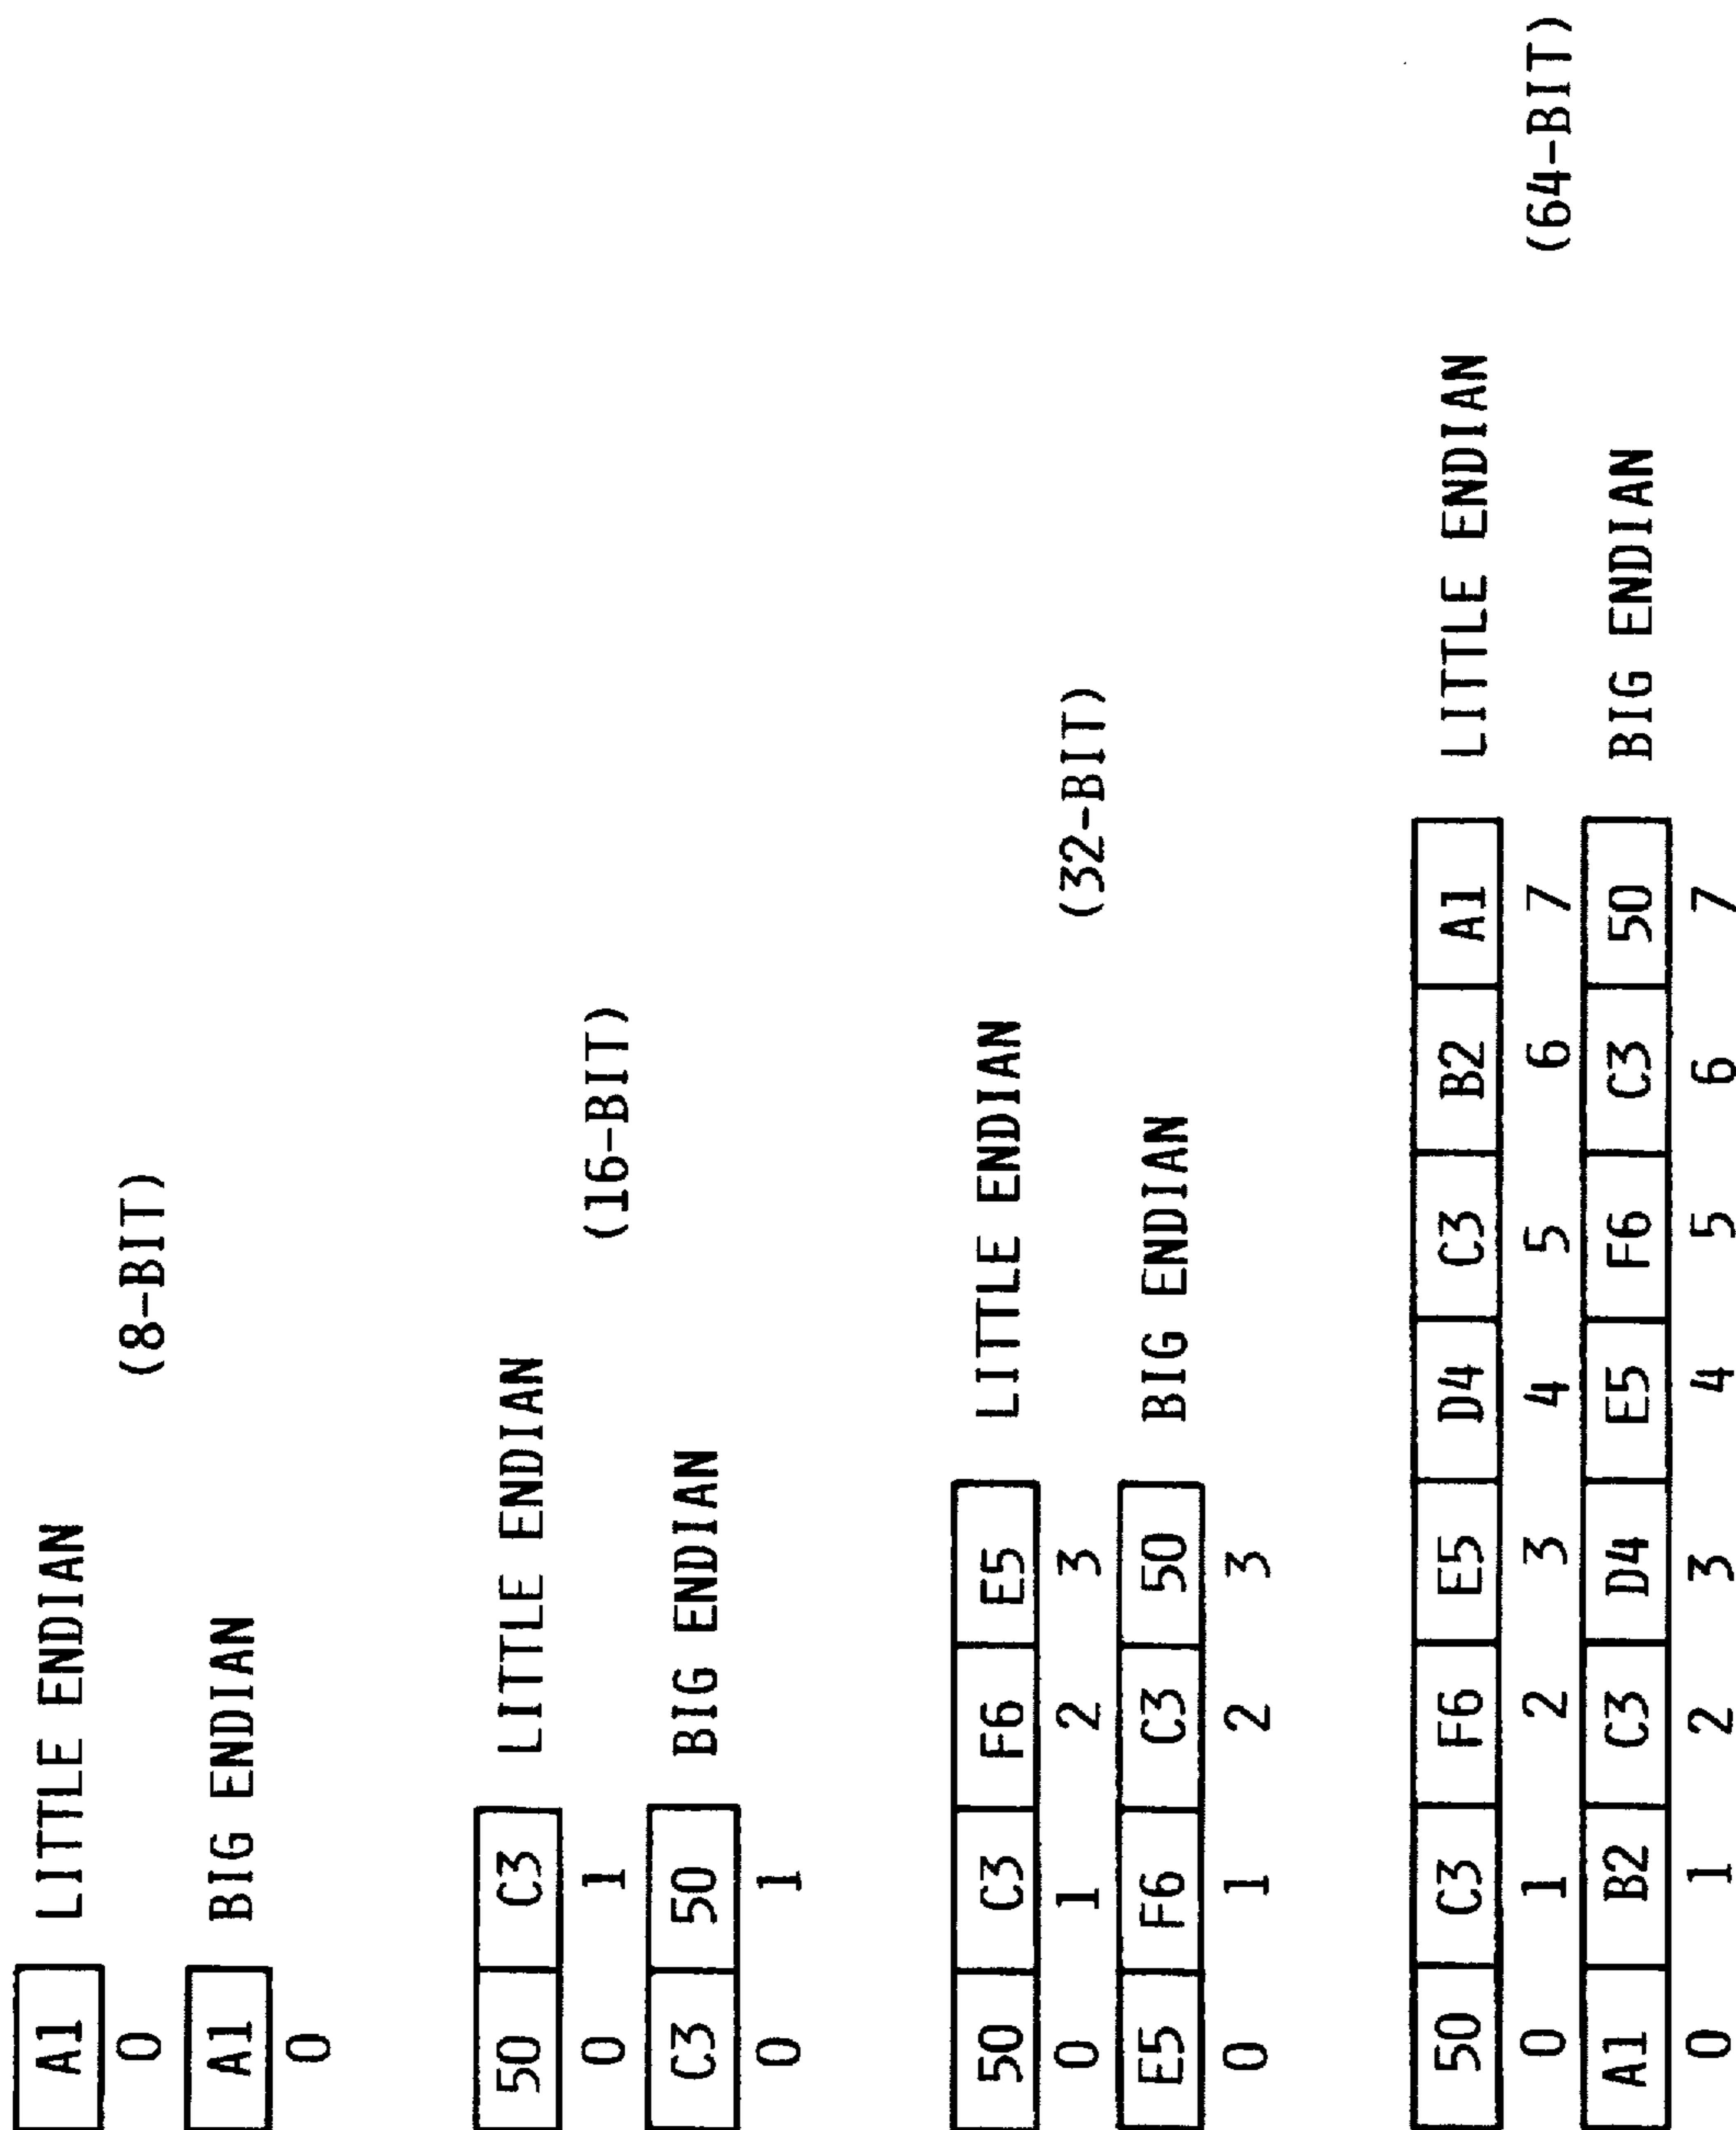 A1 LITTLE ENDIAN
0
(8-BIT)
A1 BIG ENDIAN
0
50 C3 LITTLE ENDIAN
0 1
(16-BIT)
C3 50 BIG ENDIAN
0 1
50 C3 F6 E5 LITTLE ENDIAN
0 1 2 3
(32-BIT)
E5 F6 C3 50 BIG ENDIAN
0 1 2 3
50 C3 F6 E5 D4 C3 B2 A1 LITTLE ENDIAN
0 1 2 3 4 5 6 7
(64-BIT)
A1 B2 C3 D4 E5 F6 C3 50 BIG ENDIAN
0 1 2 3 4 5 6 7